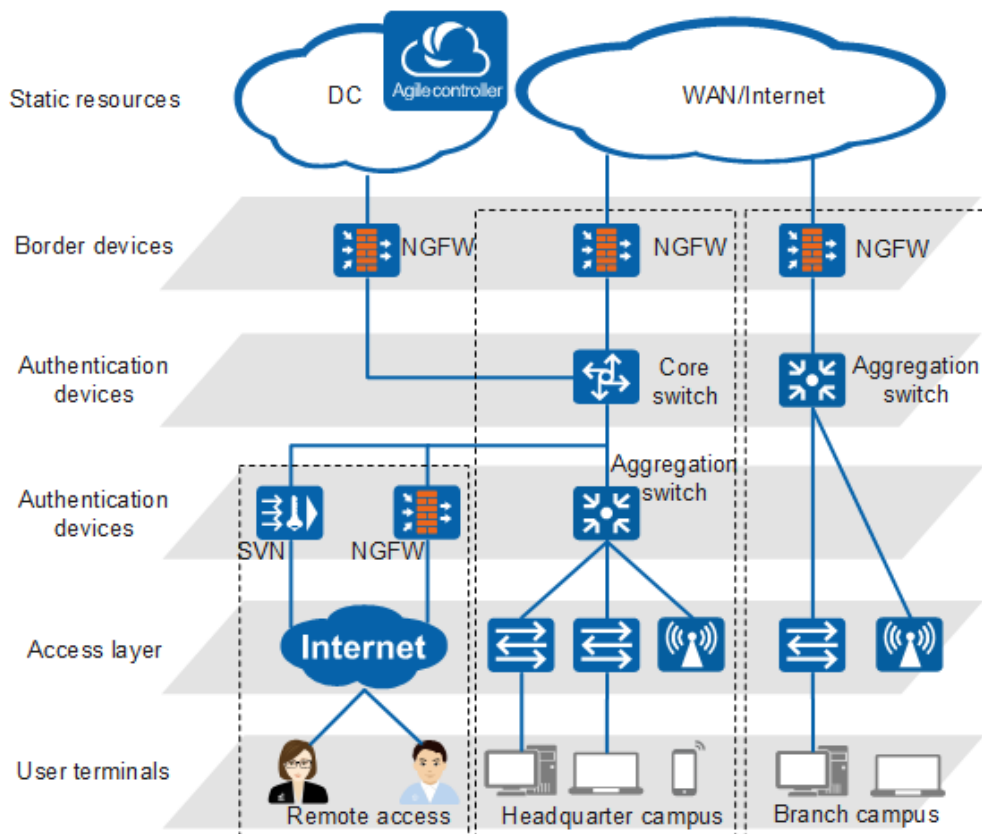 Static resources
DC
Agile controller
WAN/Internet
Border devices
NGFW
NGFW
NGFW
Authentication
devices
Core
switch
Aggregation
switch
Authentication
devices
SVN
NGFW
Aggregation
switch
Access layer
Internet
User terminals
Remote access
Headquarter campus
Branch campus